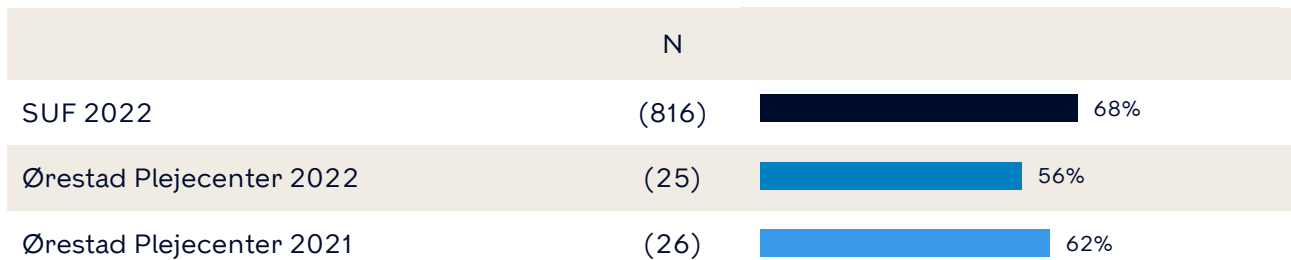 N
SUF 2022 (816) 68%
Ørestad Plejecenter 2022 (25) 56%
Ørestad Plejecenter 2021 (26) 62%